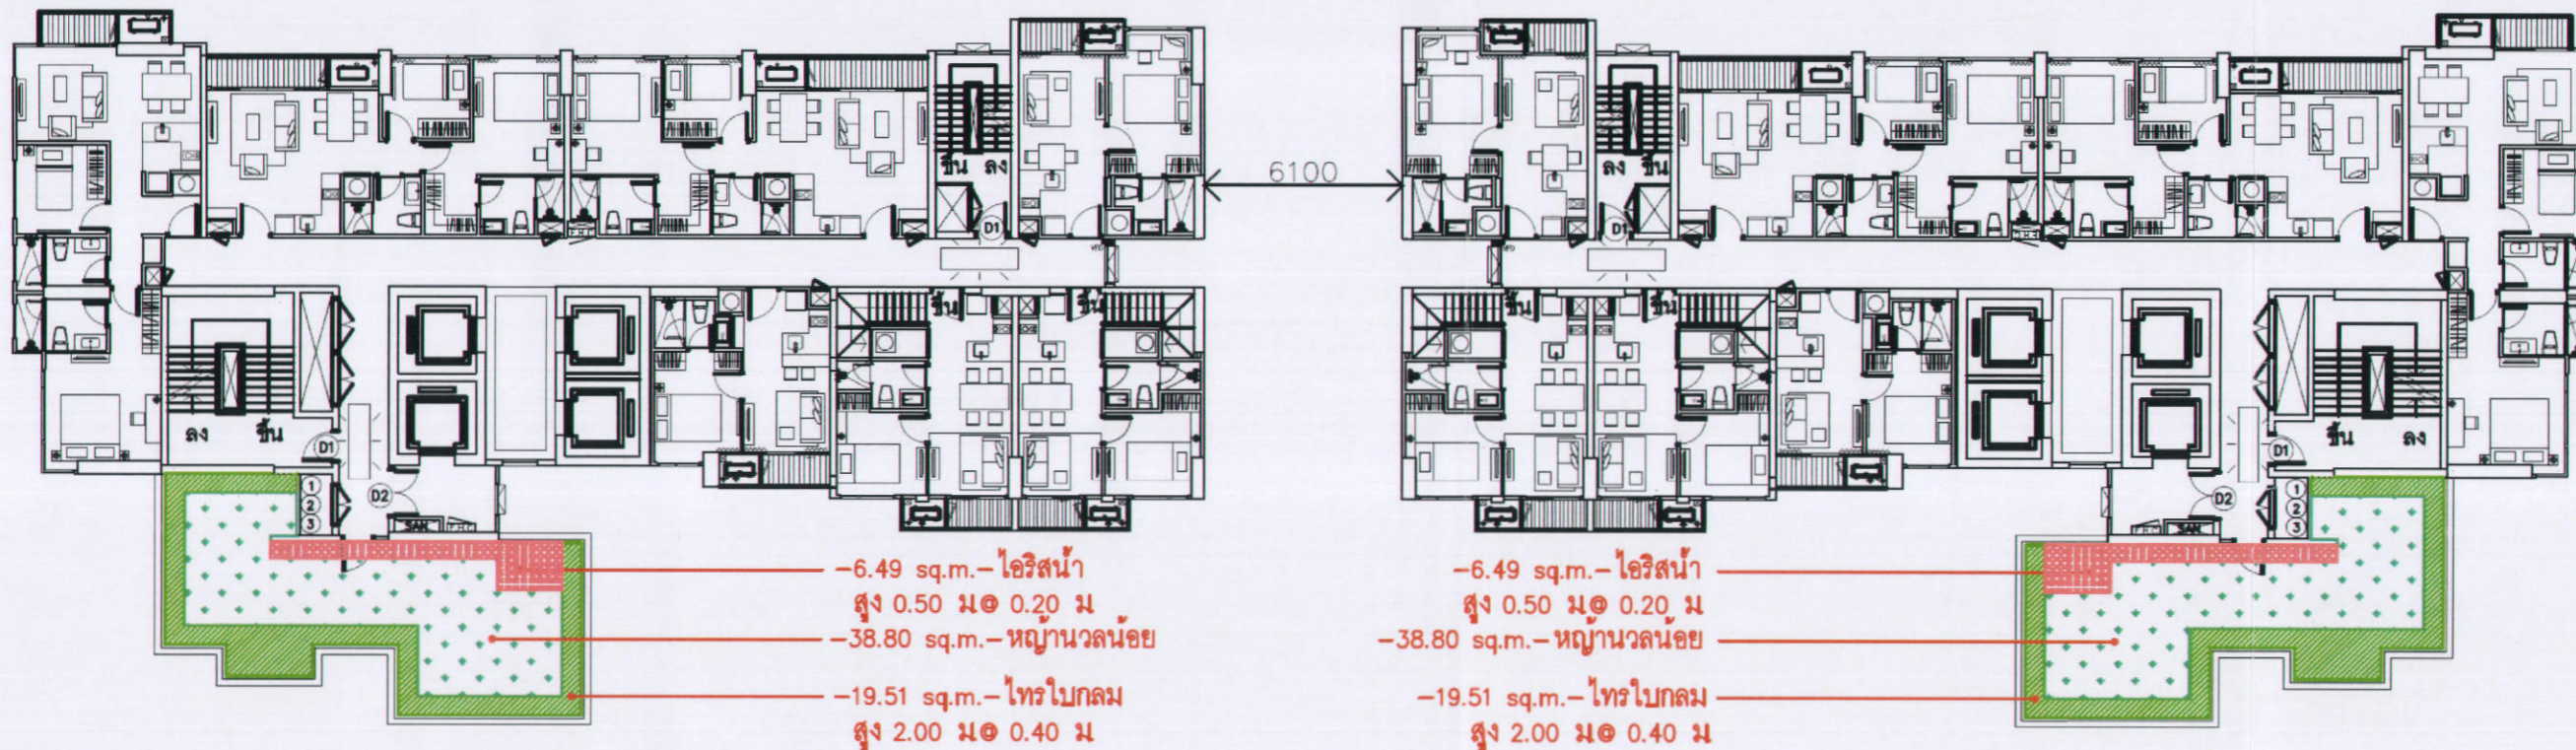 6100
ขึ้น ลง
ลง ขึ้น
D1
D1
ขึ้น
ขึ้น
ขึ้น
ขึ้น
ลง ขึ้น
ขึ้น ลง
D1
D1
D2
D2
1
2
3
1
2
3
SAN
SAN
-6.49 sq.m.-ไอริสน้ำ
สูง 0.50 ม@ 0.20 ม
-38.80 sq.m.-หญ้านวลน้อย
-19.51 sq.m.-ไทรใบกลม
สูง 2.00 ม@ 0.40 ม
-6.49 sq.m.-ไอริสน้ำ
สูง 0.50 ม@ 0.20 ม
-38.80 sq.m.-หญ้านวลน้อย
-19.51 sq.m.-ไทรใบกลม
สูง 2.00 ม@ 0.40 ม